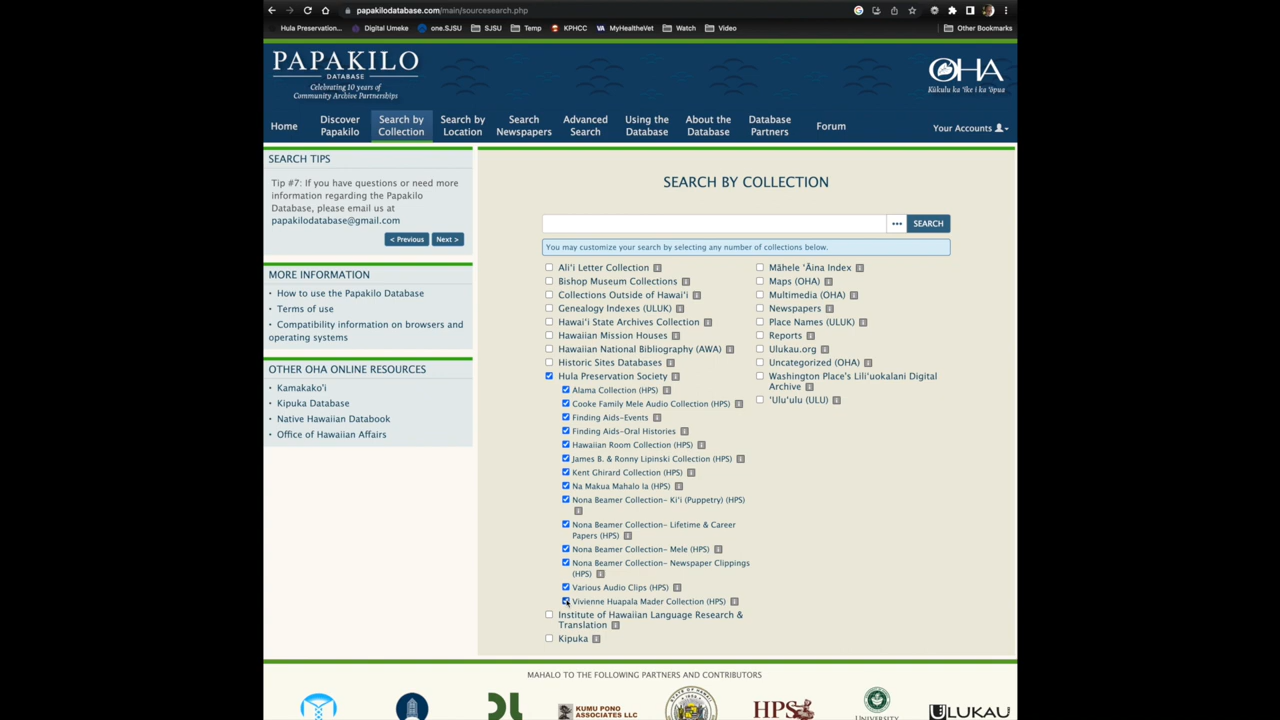 papakilodatabase.com/main/sourcesearch.php
Hula Preservation... Digital Umeke one.SJSU SJSU Temp KPHCC MyHealtheVet Watch Video Other Bookmarks
PAPAKILO
DATABASE
Celebrating 10 years of
Community Archive Partnerships
OHA
Kūkulu ka ʻike i ka ʻōpua
Home
Discover
Papakilo
Search by
Collection
Search by
Location
Search
Newspapers
Advanced
Search
Using the
Database
About the
Database
Database
Partners
Forum
Your Accounts
SEARCH TIPS
Tip #7: If you have questions or need more
information regarding the Papakilo
Database, please email us at
papakilodatabase@gmail.com
< Previous Next >
MORE INFORMATION
• How to use the Papakilo Database
• Terms of use
• Compatibility information on browsers and
operating systems
OTHER OHA ONLINE RESOURCES
• Kamakakoʻi
• Kipuka Database
• Native Hawaiian Databook
• Office of Hawaiian Affairs
SEARCH BY COLLECTION
••• SEARCH
You may customize your search by selecting any number of collections below.
Aliʻi Letter Collection
Bishop Museum Collections
Collections Outside of Hawaiʻi
Genealogy Indexes (ULUK)
Hawaiʻi State Archives Collection
Hawaiian Mission Houses
Hawaiian National Bibliography (AWA)
Historic Sites Databases
Hula Preservation Society
Alama Collection (HPS)
Cooke Family Mele Audio Collection (HPS)
Finding Aids-Events
Finding Aids-Oral Histories
Hawaiian Room Collection (HPS)
James B. & Ronny Lipinski Collection (HPS)
Kent Ghirard Collection (HPS)
Na Makua Mahalo Ia (HPS)
Nona Beamer Collection- Kiʻi (Puppetry) (HPS)
Nona Beamer Collection- Lifetime & Career
Papers (HPS)
Nona Beamer Collection- Mele (HPS)
Nona Beamer Collection- Newspaper Clippings
(HPS)
Various Audio Clips (HPS)
Vivienne Huapala Mader Collection (HPS)
Institute of Hawaiian Language Research &
Translation
Kipuka
Māhele ʻĀina Index
Maps (OHA)
Multimedia (OHA)
Newspapers
Place Names (ULUK)
Reports
Ulukau.org
Uncategorized (OHA)
Washington Place's Liliʻuokalani Digital
Archive
ʻUluʻulu (ULU)
MAHALO TO THE FOLLOWING PARTNERS AND CONTRIBUTORS
KUMU PONO
ASSOCIATES LLC
STATE OF HAWAII
HPS
UNIVERSITY
ULUKAU